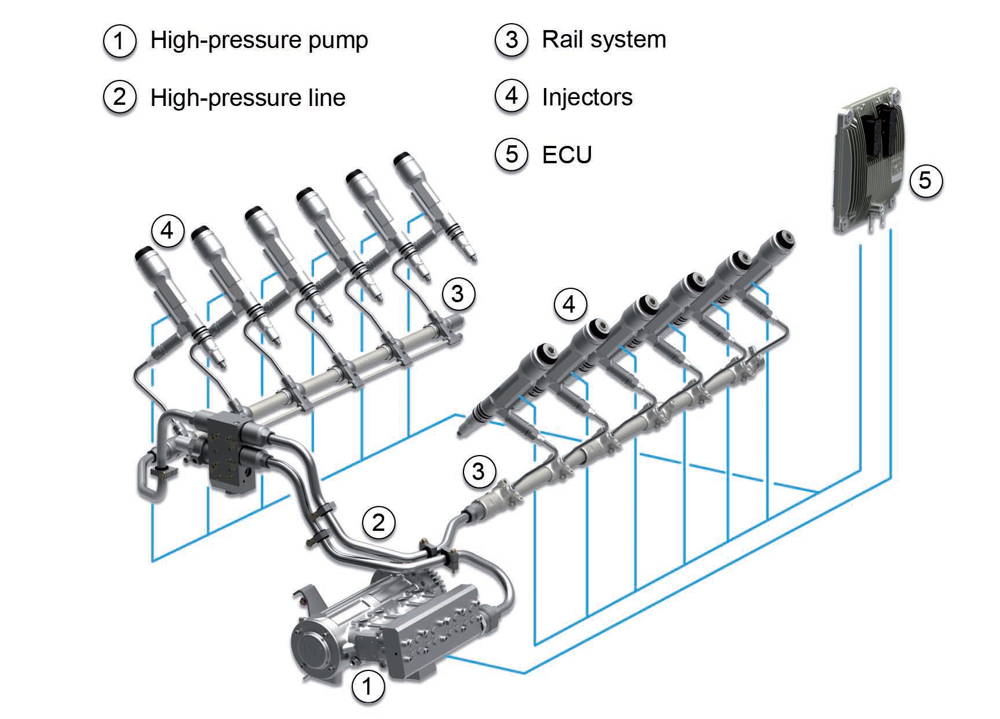 1 High-pressure pump
2 High-pressure line
3 Rail system
4 Injectors
5 ECU
5
4
3
4
3
2
1